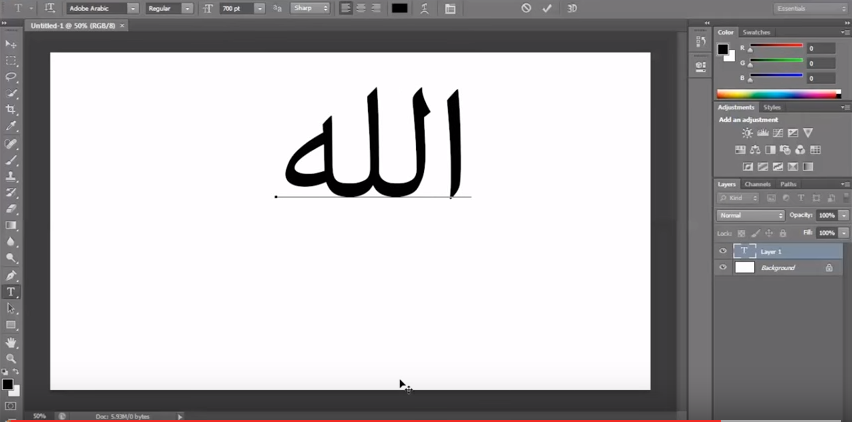 Adobe Arabic Regular 700 pt Sharp 3D Essentials
Untitled-1 @ 50% (RGB/8)
الله
Color Swatches
R 0
G 0
B 0
Adjustments Styles
Add an adjustment
Layers Channels Paths
Kind
Normal Opacity: 100%
Lock: Fill: 100%
T Layer 1
Background
50% Doc: 5.93M/0 bytes